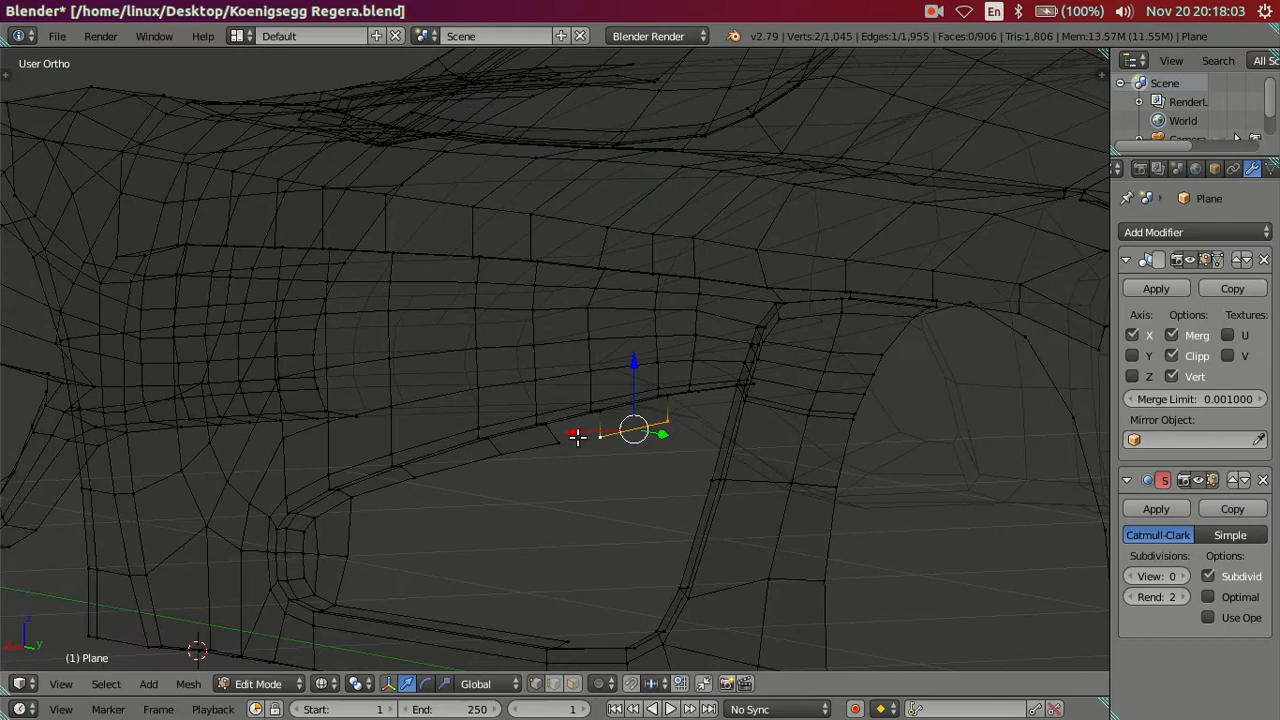 Blender* [/home/linux/Desktop/Koenigsegg Regera.blend]
En
(100%)
Nov 20 20:18:03
File
Render
Window
Help
Default
Scene
Blender Render
v2.79 | Verts:2/1,045 | Edges:1/1,955 | Faces:0/906 | Tris:1,806 | Mem:13.57M (11.55M) | Plane
User Ortho
View
Search
All Sc
Scene
RenderL
World
Camera
Plane
Add Modifier
Apply
Copy
Axis:
Options:
Textures:
X
Merg
U
Y
Clipp
V
Z
Vert
Merge Limit: 0.001000
Mirror Object:
S
Apply
Copy
Catmull-Clark
Simple
Subdivisions:
Options:
View: 0
Subdivid
Rend: 2
Optimal
Use Ope
z
y
(1) Plane
View
Select
Add
Mesh
Edit Mode
Global
View
Marker
Frame
Playback
Start:
1
End:
250
1
No Sync